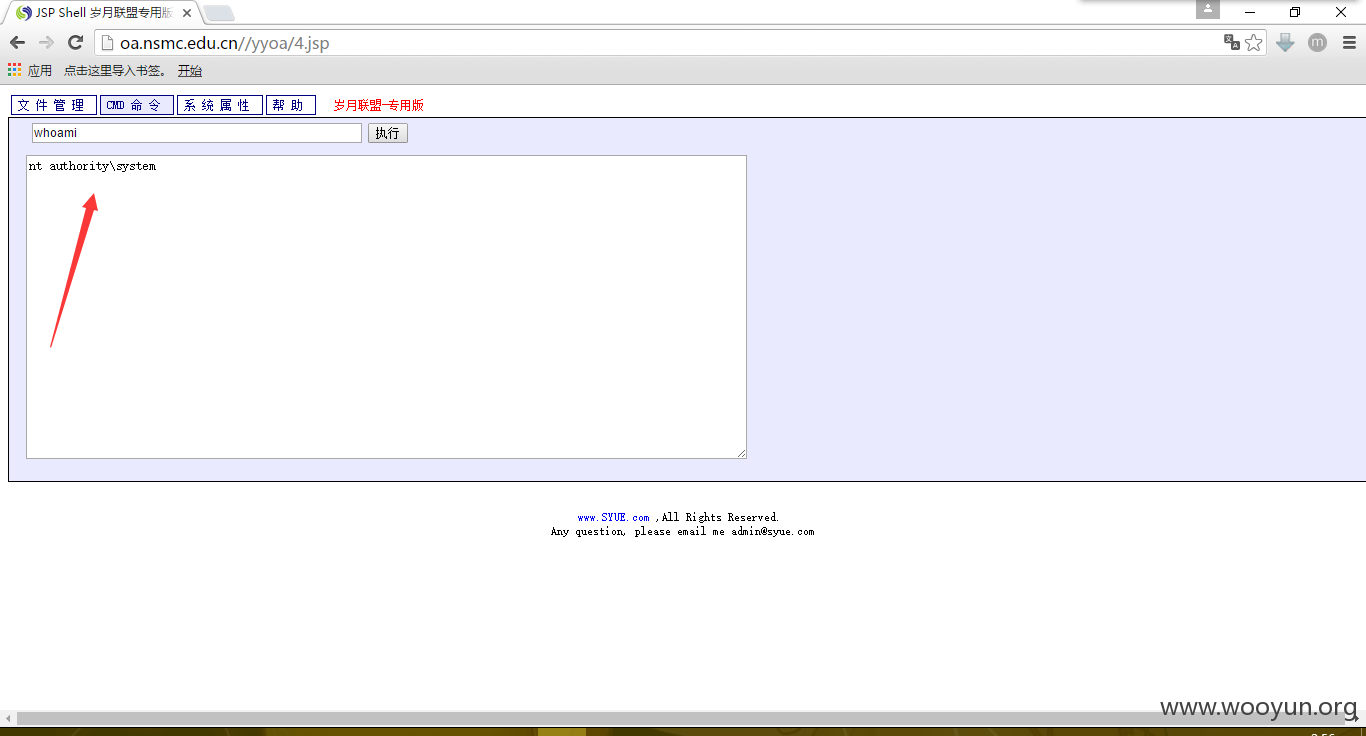 JSP Shell 岁月联盟专用版
oa.nsmc.edu.cn//yyoa/4.jsp
m
应用 点击这里导入书签。 开始
文件管理 CMD命令 系统属性 帮助 岁月联盟-专用版
whoami 执行
nt authority\system
www.SYUE.com ,All Rights Reserved.
Any question, please email me admin@syue.com
www.wooyun.org